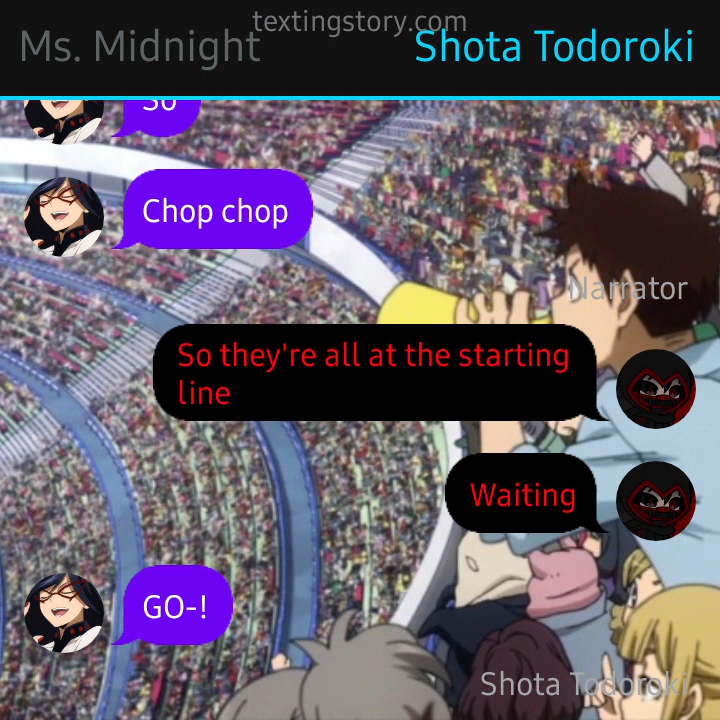 textingstory.com
Ms. Midnight
Shota Todoroki
So
Chop chop
Narrator
So they're all at the starting
line
Waiting
GO-!
Shota Todoroki